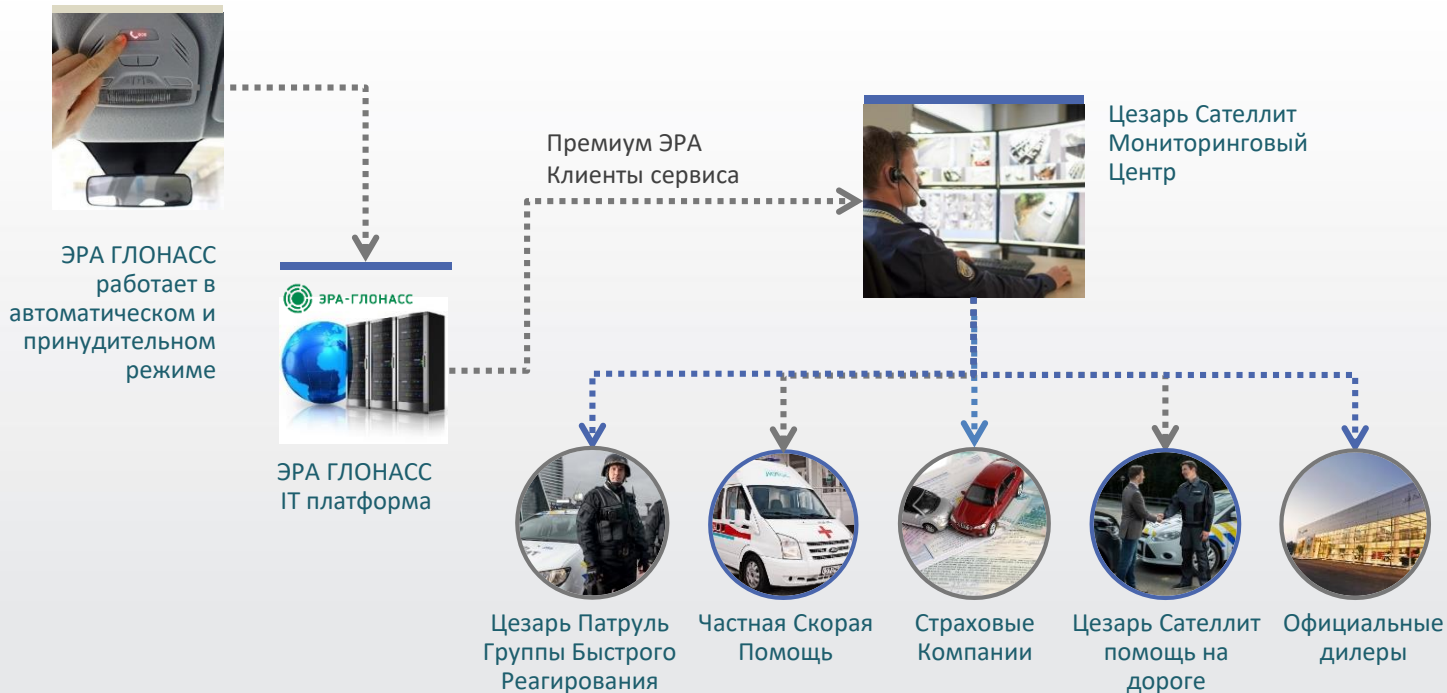 ЭРА ГЛОНАСС
работает в
автоматическом и
принудительном
режиме
ЭРА-ГЛОНАСС
ЭРА ГЛОНАСС
IT платформа
Премиум ЭРА
Клиенты сервиса
Цезарь Сателлит
Мониторинговый
Центр
Цезарь Патруль
Группы Быстрого
Реагирования
Частная Скорая
Помощь
Страховые
Компании
Цезарь Сателлит
помощь на
дороге
Официальные
дилеры